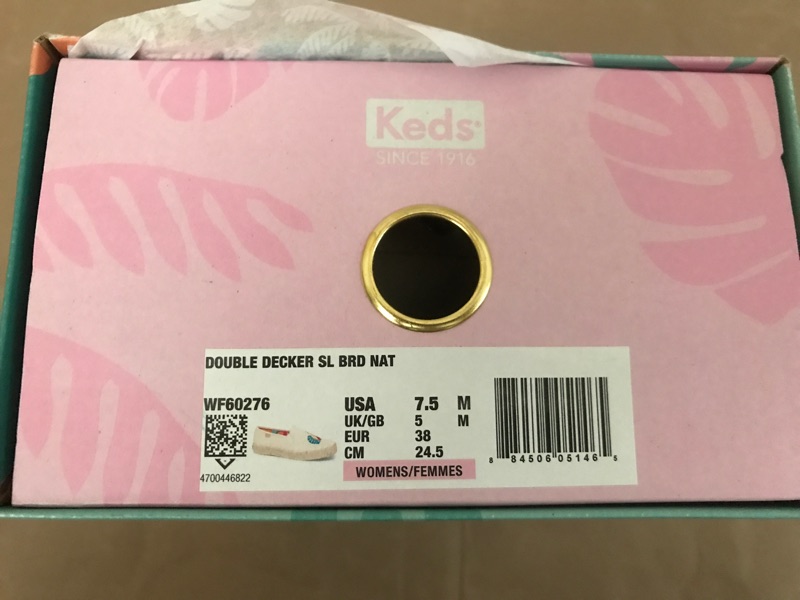 Keds
SINCE 1916
DOUBLE DECKER SL BRD NAT
WF60276
USA 7.5 M
UK/GB 5 M
EUR 38
CM 24.5
WOMENS/FEMMES
4700446822
8 84506 05146 5